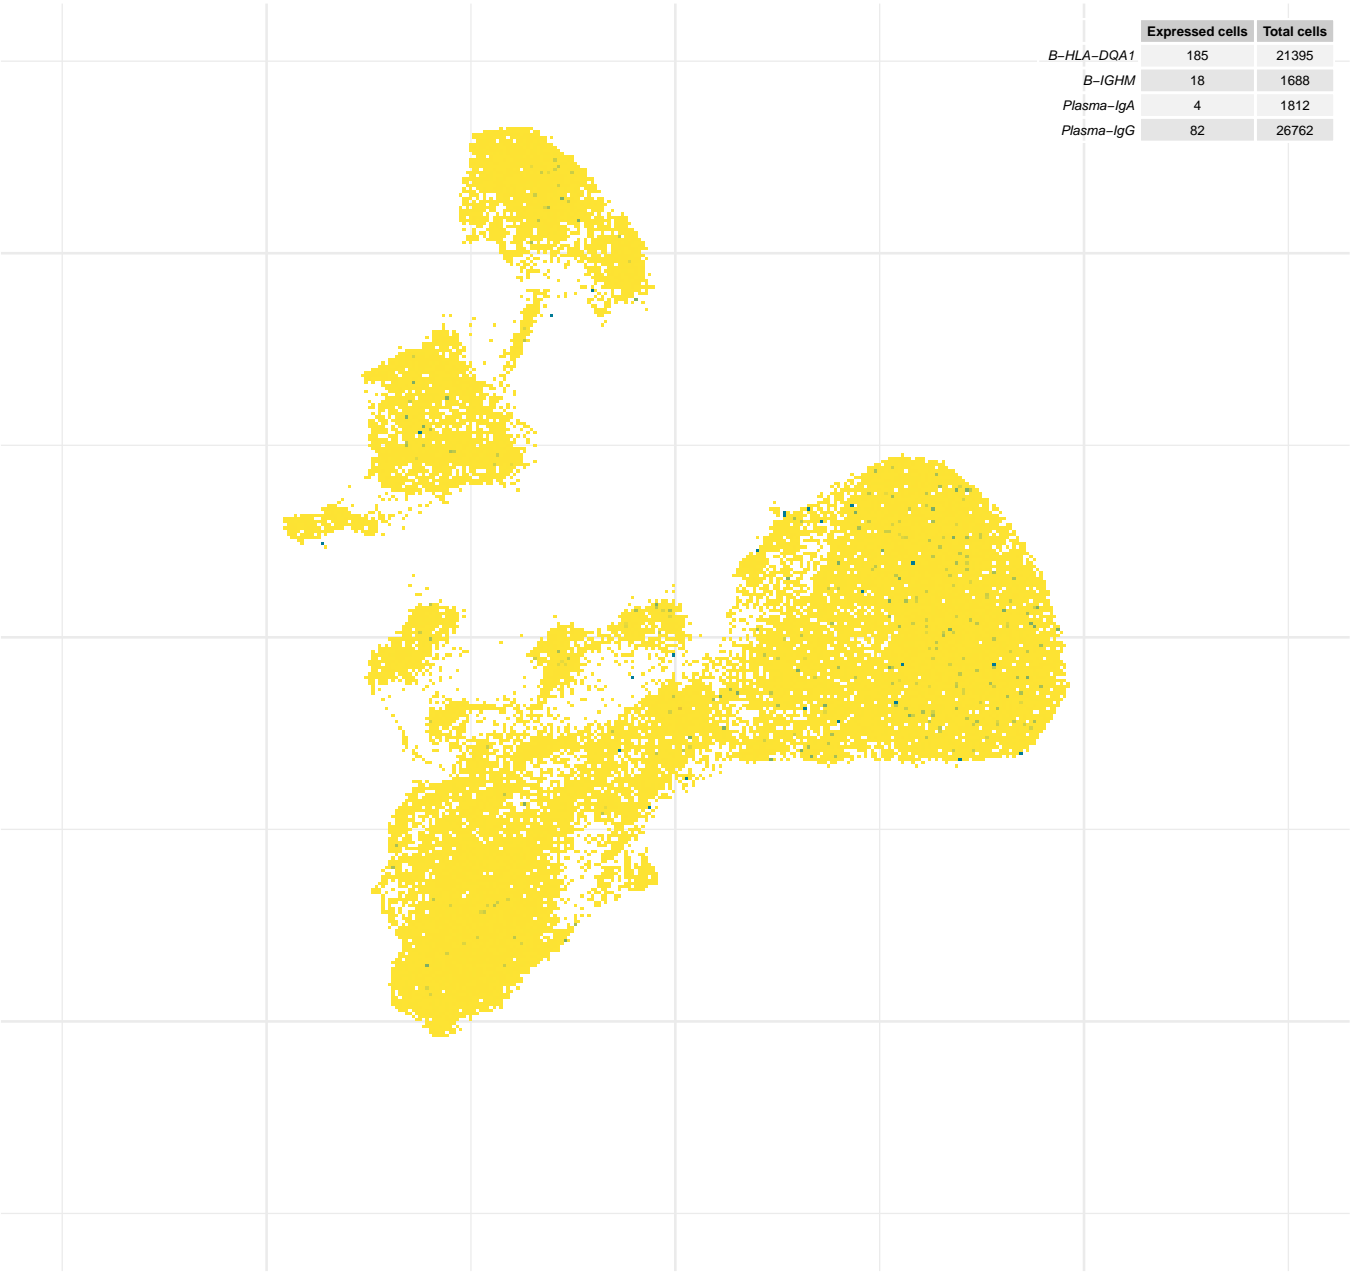 Expressed cells Total cells
B−HLA−DQA1 185 21395
B−IGHM 18 1688
Plasma−IgA 4 1812
Plasma−IgG 82 26762